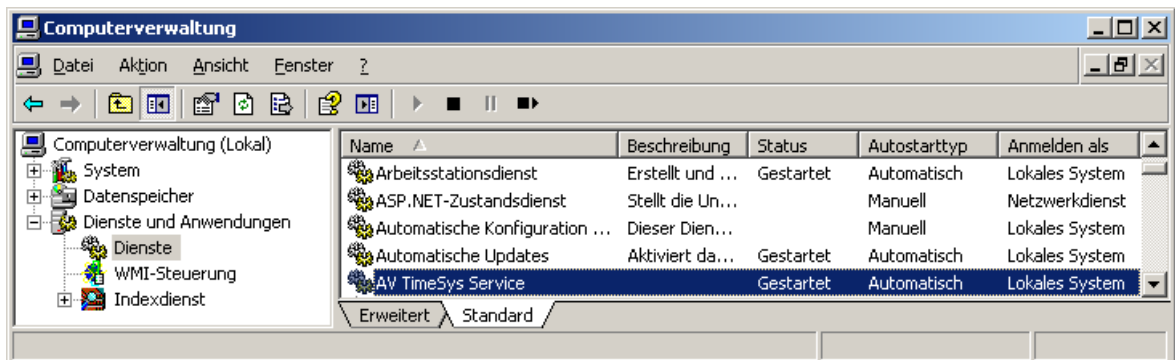 Computerverwaltung
Datei Aktion Ansicht Fenster ?
Computerverwaltung (Lokal)
System
Datenspeicher
Dienste und Anwendungen
Dienste
WMI-Steuerung
Indexdienst
Name Beschreibung Status Autostarttyp Anmelden als
Arbeitsstationsdienst Erstellt und ... Gestartet Automatisch Lokales System
ASP.NET-Zustandsdienst Stellt die Un... Manuell Netzwerkdienst
Automatische Konfiguration ... Dieser Dien... Manuell Lokales System
Automatische Updates Aktiviert da... Gestartet Automatisch Lokales System
AV TimeSys Service Gestartet Automatisch Lokales System
Erweitert Standard